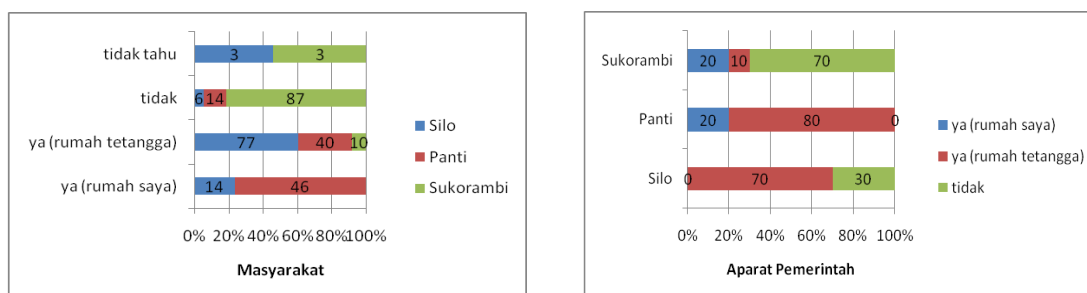 tidak tahu 3 3
tidak 6 14 87
ya (rumah tetangga) 77 40 10
ya (rumah saya) 14 46
0% 20% 40% 60% 80% 100%
Masyarakat
Silo
Panti
Sukorambi
Sukorambi 20 10 70
Panti 20 80 0
Silo 0 70 30
0% 20% 40% 60% 80% 100%
Aparat Pemerintah
ya (rumah saya)
ya (rumah tetangga)
tidak